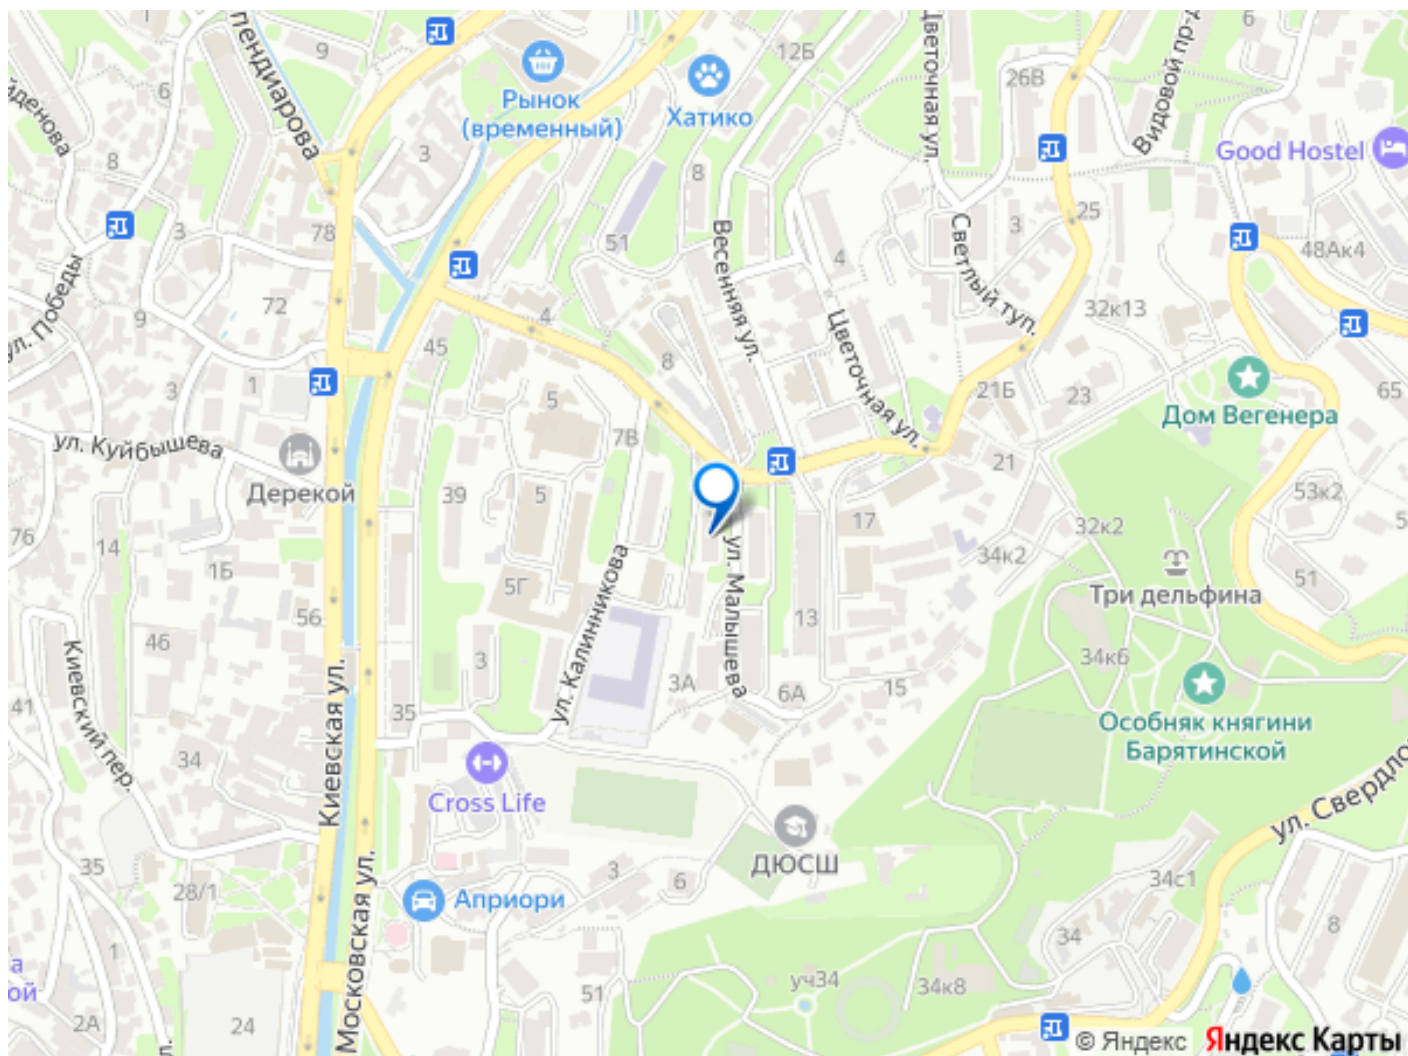 пендиарова
9
6
йденова
8
3
Рынок
(временный)
Хатико
12Б
8
Цветочная ул.
26В
6
Видовой пр-д
Good Hostel
3
78
3
51
Весенняя ул.
4
Светлый туп.
3
25
48Ак4
ул. Победы
9
72
4
45
8
Цветочная ул.
32к13
3
1
5
7В
21Б
23
65
Дом Вегенера
ул. Куйбышева
Дерекой
39
5
21
53к2
5
76
14
1Б
17
34к2
32к2
51
5Г
ул. Калинникова
ул. Малышева
13
Три дельфина
56
46
Киевский пер.
3
3А
6А
15
34к6
41
35
34
Киевская ул.
Особняк княгини
Барятинской
Cross Life
ул. Свердло
35
28/1
Московская ул.
Априори
3
6
ДЮСШ
34с1
34
8
1
а
ой
2А
24
51
уч34
34к8
л.
© Яндекс Яндекс Карты